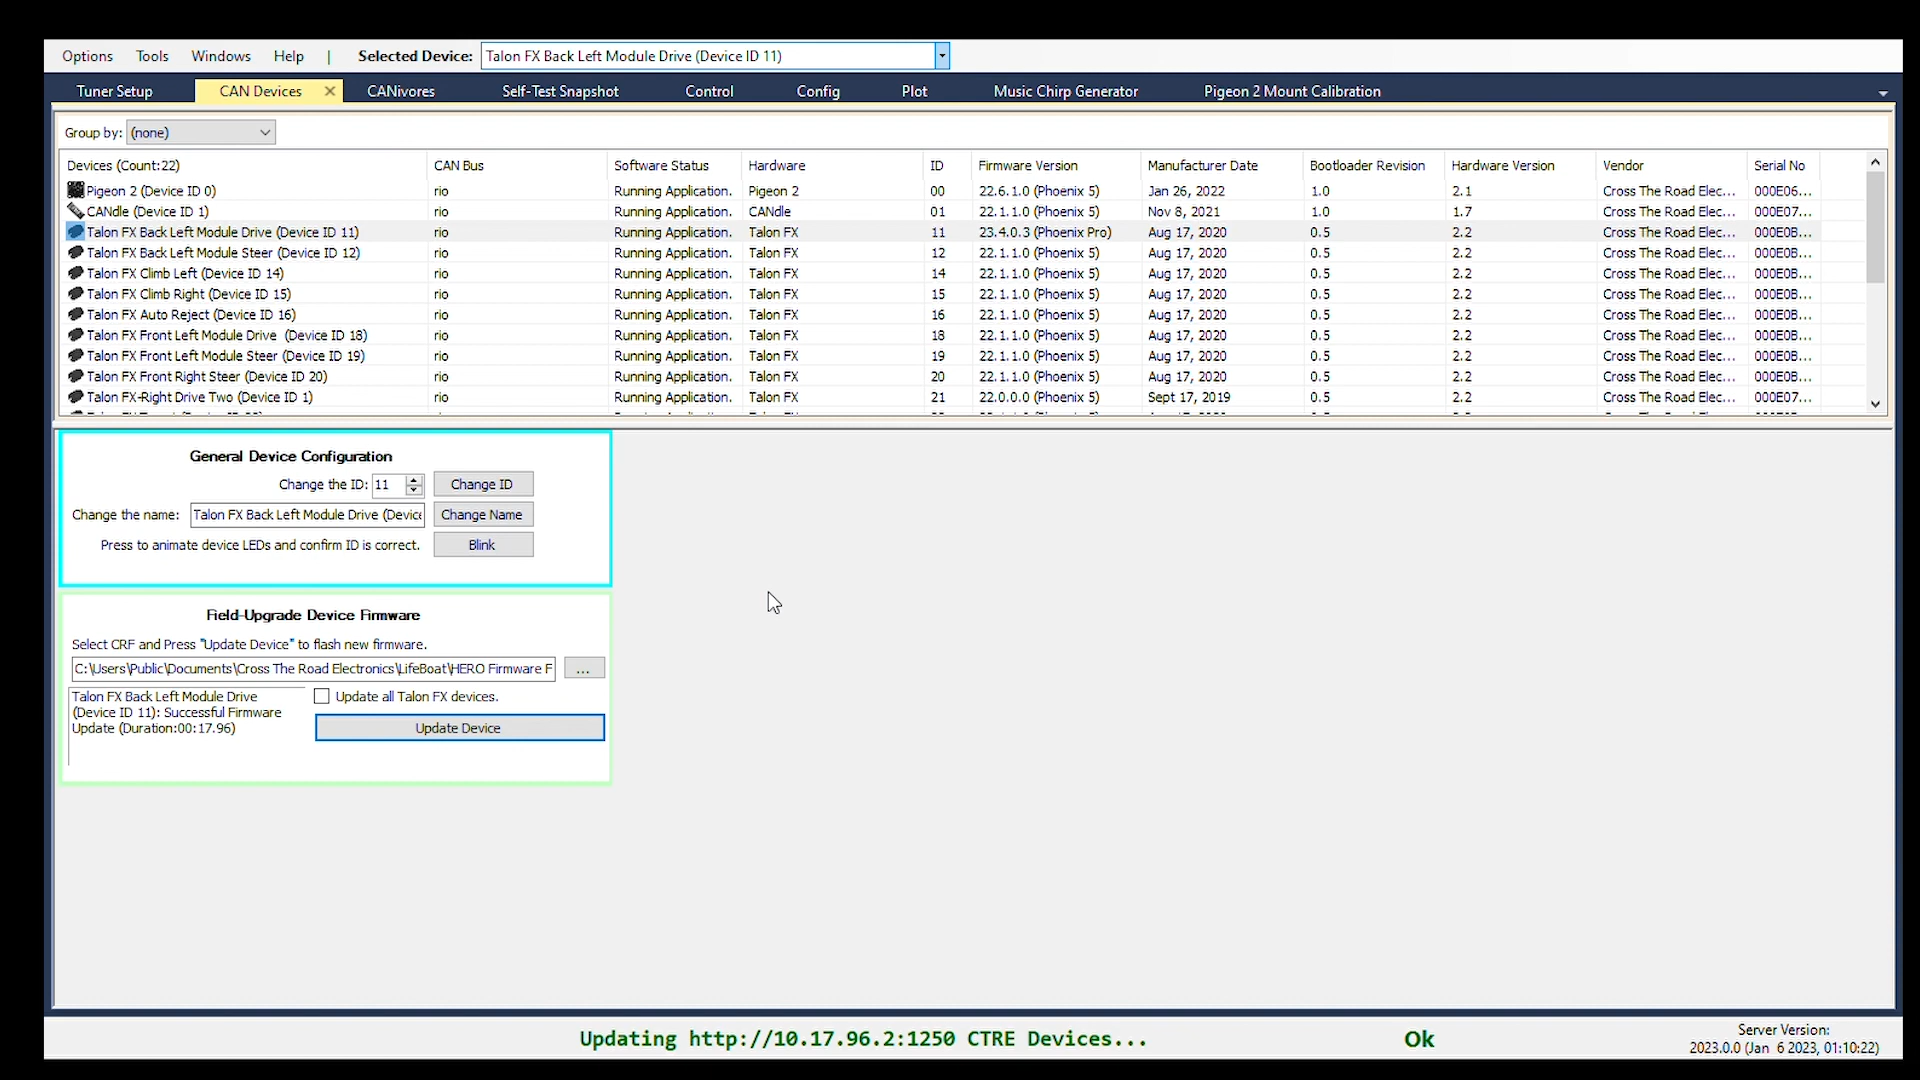 Options Tools Windows Help | Selected Device: Talon FX Back Left Module Drive (Device ID 11)
Tuner Setup CAN Devices CANivores Self-Test Snapshot Control Config Plot Music Chirp Generator Pigeon 2 Mount Calibration
Group by: (none)
Devices (Count:22) CAN Bus Software Status Hardware ID Firmware Version Manufacturer Date Bootloader Revision Hardware Version Vendor Serial No
Pigeon 2 (Device ID 0) rio Running Application. Pigeon 2 00 22.6.1.0 (Phoenix 5) Jan 26, 2022 1.0 2.1 Cross The Road Elec... 000E06...
CANdle (Device ID 1) rio Running Application. CANdle 01 22.1.1.0 (Phoenix 5) Nov 8, 2021 1.0 1.7 Cross The Road Elec... 000E07...
Talon FX Back Left Module Drive (Device ID 11) rio Running Application. Talon FX 11 23.4.0.3 (Phoenix Pro) Aug 17, 2020 0.5 2.2 Cross The Road Elec... 000E0B...
Talon FX Back Left Module Steer (Device ID 12) rio Running Application. Talon FX 12 22.1.1.0 (Phoenix 5) Aug 17, 2020 0.5 2.2 Cross The Road Elec... 000E0B...
Talon FX Climb Left (Device ID 14) rio Running Application. Talon FX 14 22.1.1.0 (Phoenix 5) Aug 17, 2020 0.5 2.2 Cross The Road Elec... 000E0B...
Talon FX Climb Right (Device ID 15) rio Running Application. Talon FX 15 22.1.1.0 (Phoenix 5) Aug 17, 2020 0.5 2.2 Cross The Road Elec... 000E0B...
Talon FX Auto Reject (Device ID 16) rio Running Application. Talon FX 16 22.1.1.0 (Phoenix 5) Aug 17, 2020 0.5 2.2 Cross The Road Elec... 000E0B...
Talon FX Front Left Module Drive (Device ID 18) rio Running Application. Talon FX 18 22.1.1.0 (Phoenix 5) Aug 17, 2020 0.5 2.2 Cross The Road Elec... 000E0B...
Talon FX Front Left Module Steer (Device ID 19) rio Running Application. Talon FX 19 22.1.1.0 (Phoenix 5) Aug 17, 2020 0.5 2.2 Cross The Road Elec... 000E0B...
Talon FX Front Right Steer (Device ID 20) rio Running Application. Talon FX 20 22.1.1.0 (Phoenix 5) Aug 17, 2020 0.5 2.2 Cross The Road Elec... 000E0B...
Talon FX-Right Drive Two (Device ID 1) rio Running Application. Talon FX 21 22.0.0.0 (Phoenix 5) Sept 17, 2019 0.5 2.2 Cross The Road Elec... 000E07...
General Device Configuration
Change the ID: 11 Change ID
Change the name: Talon FX Back Left Module Drive (Device Change Name
Press to animate device LEDs and confirm ID is correct. Blink
Field-Upgrade Device Firmware
Select CRF and Press "Update Device" to flash new firmware.
C:\Users\Public\Documents\Cross The Road Electronics\LifeBoat\HERO Firmware F ...
Talon FX Back Left Module Drive
(Device ID 11): Successful Firmware
Update (Duration:00:17.96)
Update all Talon FX devices.
Update Device
Updating http://10.17.96.2:1250 CTRE Devices... Ok
Server Version:
2023.0.0 (Jan 6 2023, 01:10:22)